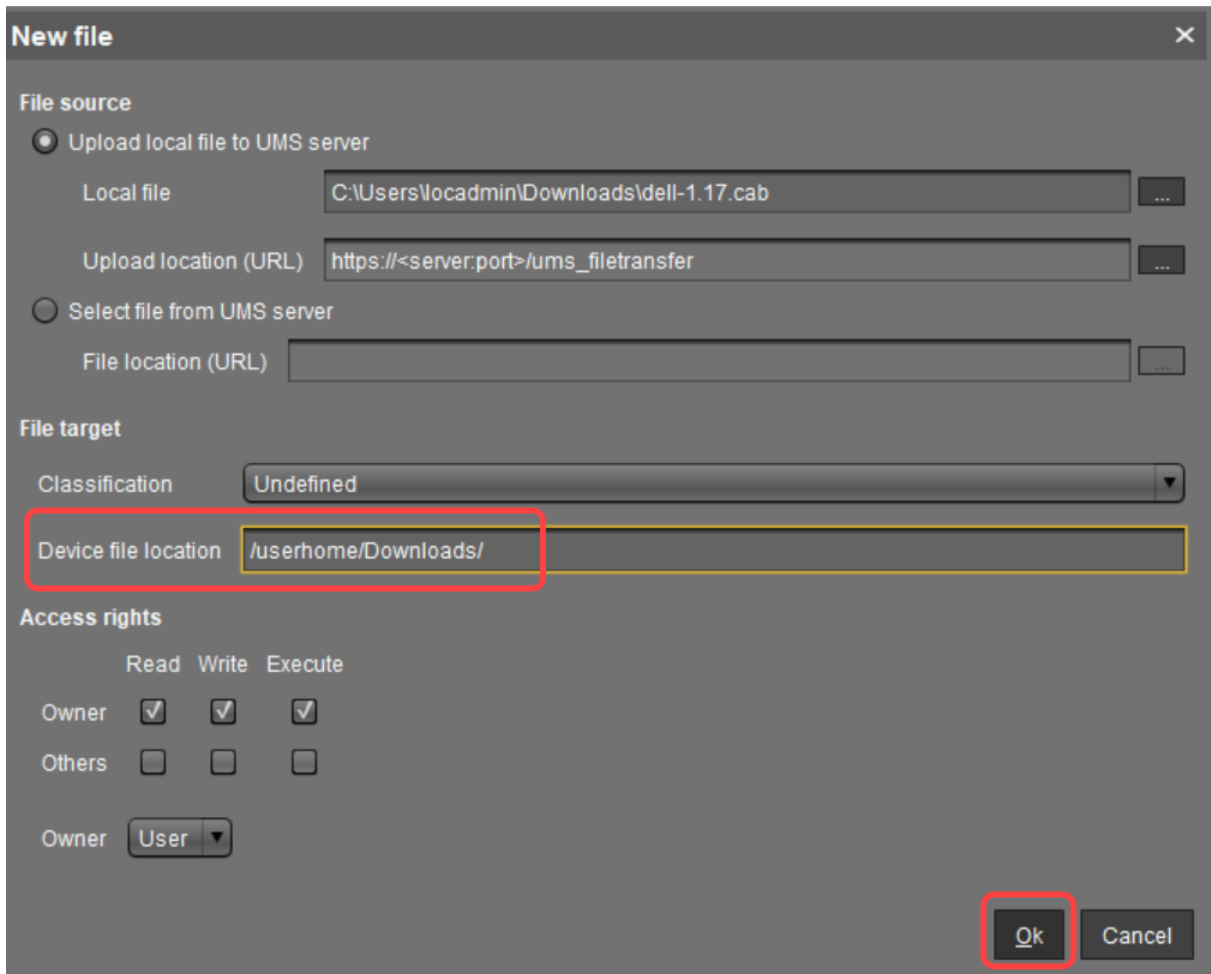 New file
File source
Upload local file to UMS server
Local file C:\Users\locadmin\Downloads\dell-1.17.cab ...
Upload location (URL) https://<server:port>/ums_filetransfer ...
Select file from UMS server
File location (URL) ...
File target
Classification Undefined
Device file location /userhome/Downloads/
Access rights
Read Write Execute
Owner
Others
Owner User
Ok Cancel